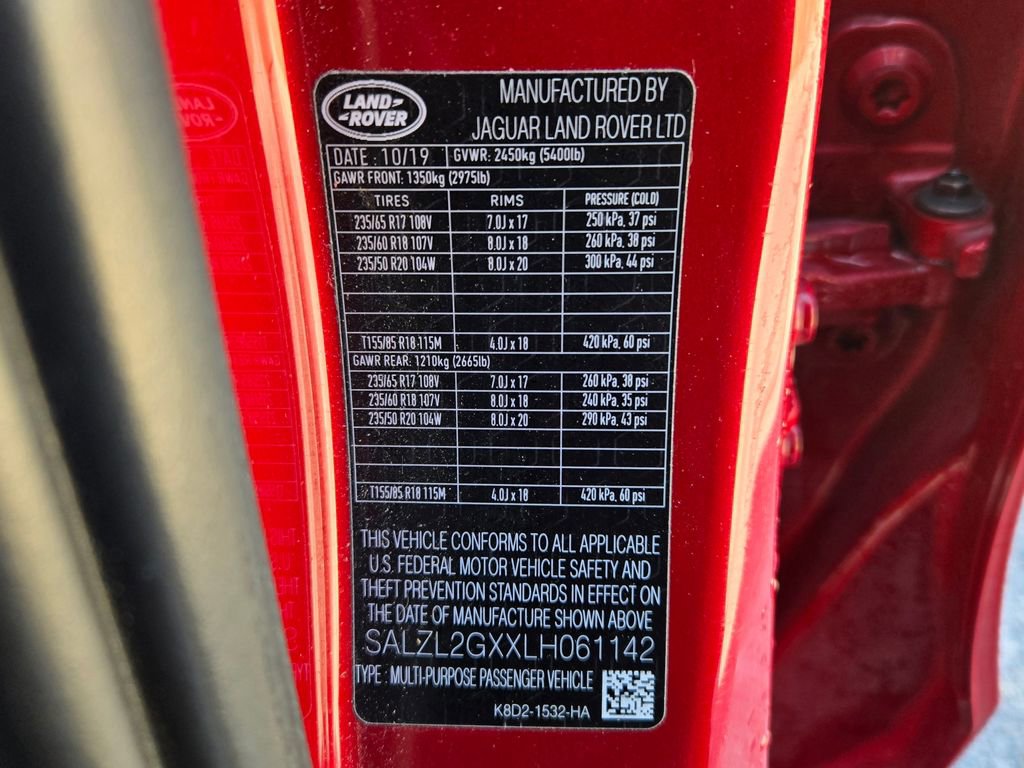 LAND-
-ROVER
MANUFACTURED BY
JAGUAR LAND ROVER LTD
DATE : 10/19 GVWR: 2450kg (5400lb)
GAWR FRONT: 1350kg (2975lb)
TIRES RIMS PRESSURE (COLD)
235/65 R17 108V 7.0J x 17 250 kPa, 37 psi
235/60 R18 107V 8.0J x 18 260 kPa, 38 psi
235/50 R20 104W 8.0J x 20 300 kPa, 44 psi
T155/85 R18 115M 4.0J x 18 420 kPa, 60 psi
GAWR REAR: 1210kg (2665lb)
235/65 R17 108V 7.0J x 17 260 kPa, 38 psi
235/60 R18 107V 8.0J x 18 240 kPa, 35 psi
235/50 R20 104W 8.0J x 20 290 kPa, 43 psi
T155/85 R18 115M 4.0J x 18 420 kPa, 60 psi
THIS VEHICLE CONFORMS TO ALL APPLICABLE
U.S. FEDERAL MOTOR VEHICLE SAFETY AND
THEFT PREVENTION STANDARDS IN EFFECT ON
THE DATE OF MANUFACTURE SHOWN ABOVE
SALZL2GXXLH061142
TYPE : MULTI-PURPOSE PASSENGER VEHICLE
K8D2-1532-HA